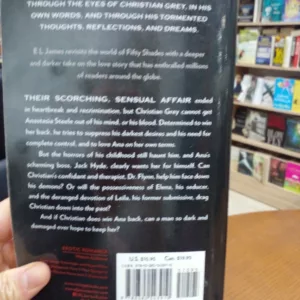 THROUGH THE EYES OF CHRISTIAN GREY, IN HIS
OWN WORDS, AND THROUGH HIS TORMENTED
THOUGHTS, REFLECTIONS, AND DREAMS.
E L James revisits the world of Fifty Shades with a deeper
and darker take on the love story that has enthralled millions
of readers around the globe.
THEIR SCORCHING, SENSUAL AFFAIR ended
in heartbreak and recrimination, but Christian Grey cannot get
Anastasia Steele out of his mind, or his blood. Determined to win
her back, he tries to suppress his darkest desires and his need for
complete control, and to love Ana on her own terms.
But the horrors of his childhood still haunt him, and Ana's
scheming boss, Jack Hyde, clearly wants her for himself. Can
Christian's confidant and therapist, Dr. Flynn, help him face down
his demons? Or will the possessiveness of Elena, his seducer,
and the deranged devotion of Leila, his former submissive, drag
Christian down into the past?
And if Christian does win Ana back, can a man so dark and
damaged ever hope to keep her?
U.S.
Can.